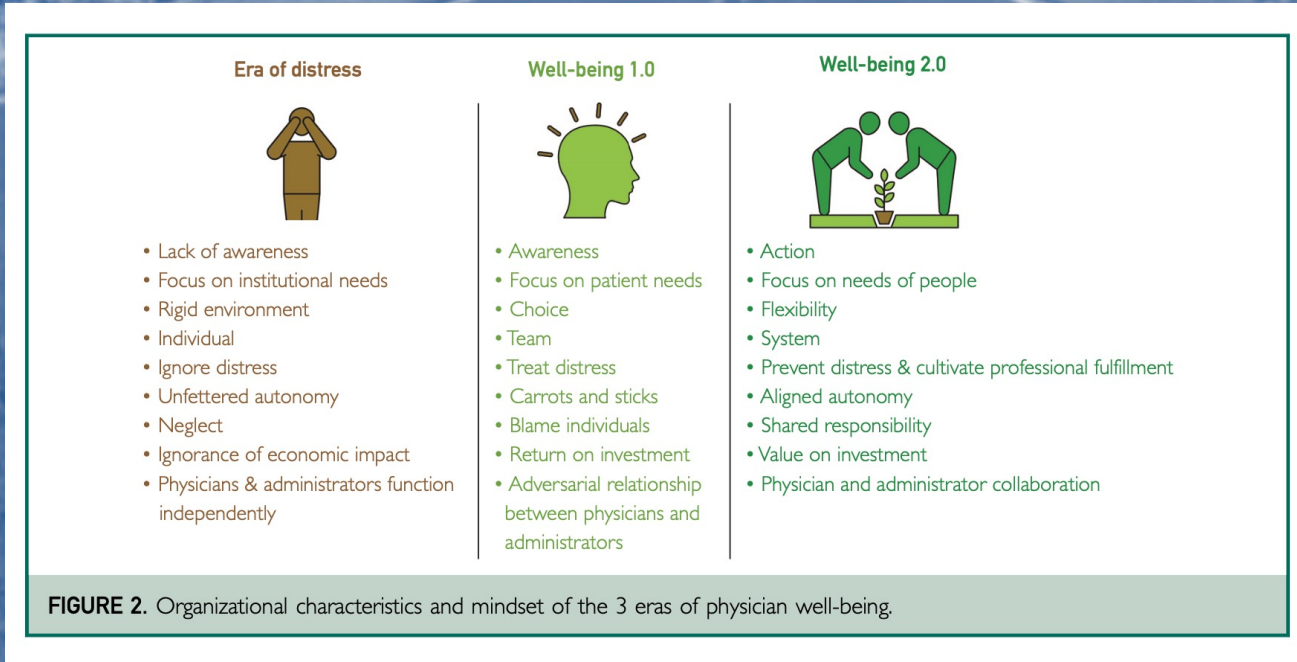 Era of distress
• Lack of awareness
• Focus on institutional needs
• Rigid environment
• Individual
• Ignore distress
• Unfettered autonomy
• Neglect
• Ignorance of economic impact
• Physicians & administrators function
independently
Well-being 1.0
• Awareness
• Focus on patient needs
• Choice
• Team
• Treat distress
• Carrots and sticks
• Blame individuals
• Return on investment
• Adversarial relationship
between physicians and
administrators
Well-being 2.0
• Action
• Focus on needs of people
• Flexibility
• System
• Prevent distress & cultivate professional fulfillment
• Aligned autonomy
• Shared responsibility
• Value on investment
• Physician and administrator collaboration
FIGURE 2. Organizational characteristics and mindset of the 3 eras of physician well-being.